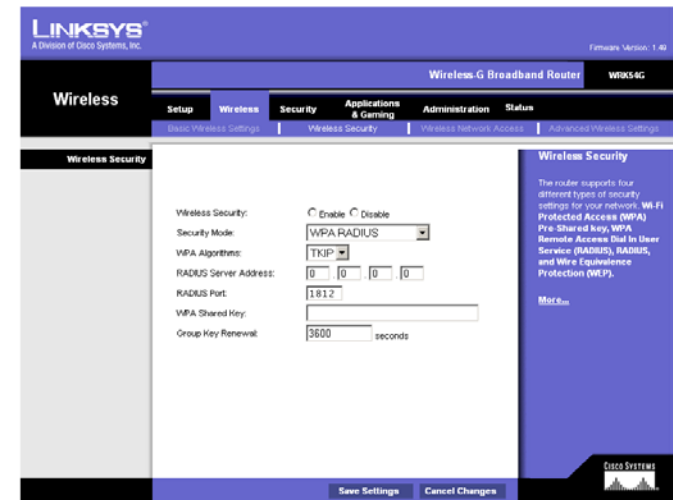 LINKSYS®
A Division of Cisco Systems, Inc.
Firmware Version: 1.49
Wireless-G Broadband Router WRK54G
Wireless
Setup Wireless Security Applications & Gaming Administration Status
Basic Wireless Settings Wireless Security Wireless Network Access Advanced Wireless Settings
Wireless Security
Wireless Security: Enable Disable
Security Mode: WPA RADIUS
WPA Algorithms: TKIP
RADIUS Server Address: 0 . 0 . 0 . 0
RADIUS Port: 1812
WPA Shared Key:
Group Key Renewal: 3600 seconds
Wireless Security
The router supports four
different types of security
settings for your network. Wi-Fi
Protected Access (WPA)
Pre-Shared key, WPA
Remote Access Dial In User
Service (RADIUS), RADIUS,
and Wire Equivalence
Protection (WEP).
More...
Save Settings Cancel Changes
CISCO SYSTEMS